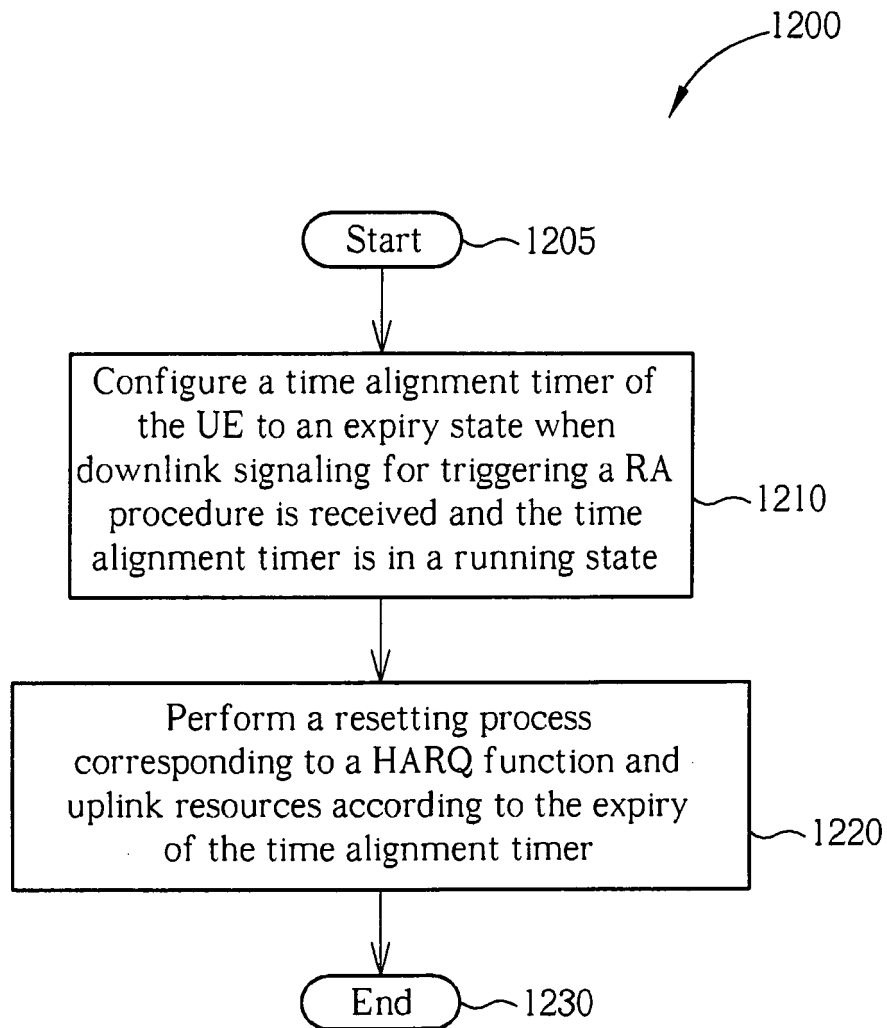 1200
Start
1205
Configure a time alignment timer of
the UE to an expiry state when
downlink signaling for triggering a RA
procedure is received and the time
alignment timer is in a running state
1210
Perform a resetting process
corresponding to a HARQ function and
uplink resources according to the expiry
of the time alignment timer
1220
End
1230